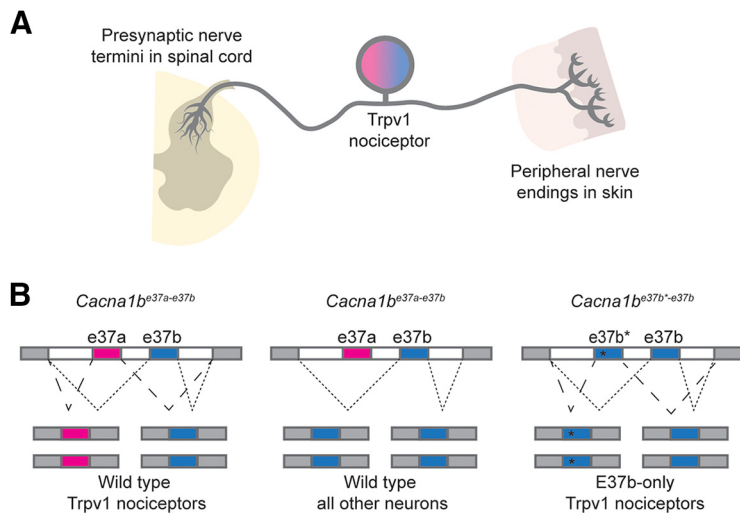 A
Presynaptic nerve
termini in spinal cord
Trpv1
nociceptor
Peripheral nerve
endings in skin
B
Cacna1b^e37a-e37b
Cacna1b^e37a-e37b
Cacna1b^e37b*-e37b
e37a e37b
e37a e37b
e37b* e37b
*
*
*
Wild type
Trpv1 nociceptors
Wild type
all other neurons
E37b-only
Trpv1 nociceptors